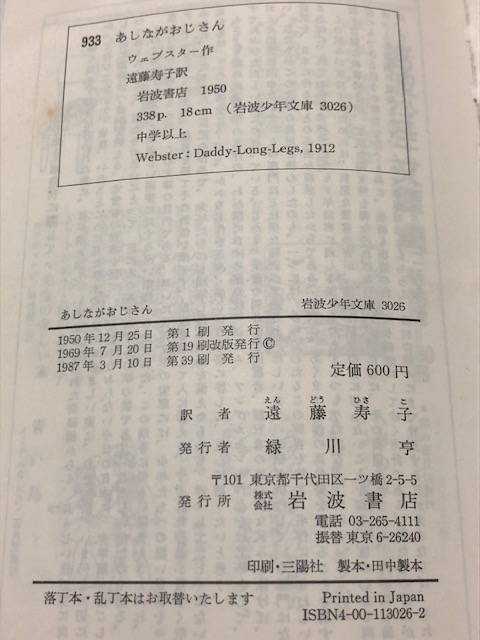 933 あしながおじさん
ウェブスター作
遠藤寿子訳
岩波書店 1950
338p. 18cm (岩波少年文庫 3026)
中学以上
Webster : Daddy-Long-Legs, 1912
あしながおじさん 岩波少年文庫 3026
1950年12月25日 第1刷発行
1969年7月20日 第19刷改版発行©
1987年3月10日 第39刷発行
定価600円
えん どう ひさ こ
訳者 遠藤寿子
発行者 緑川亨
〒101 東京都千代田区一ツ橋2-5-5
発行所 株式会社 岩波書店
電話 03-265-4111
振替 東京6-26240
印刷・三陽社 製本・田中製本
落丁本・乱丁本はお取替いたします Printed in Japan
ISBN4-00-113026-2